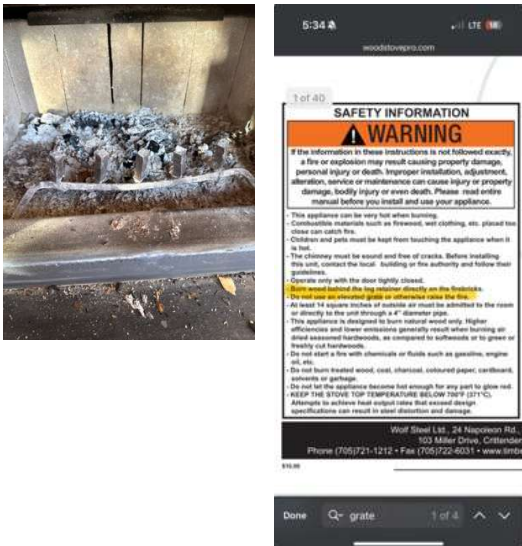 5:34
LTE 18
woodstovepro.com
1 of 40
SAFETY INFORMATION
WARNING
If the information in these instructions is not followed exactly,
a fire or explosion may result causing property damage,
personal injury or death. Improper installation, adjustment,
alteration, service or maintenance can cause injury or property
damage, bodily injury or even death. Please read entire
manual before you install and use your appliance.
- This appliance can be very hot when burning.
- Combustible materials such as firewood, wet clothing, etc. placed too
close can catch fire.
- Children and pets must be kept from touching the appliance when it
is hot.
- The chimney must be sound and free of cracks. Before installing
this unit, contact the local building or fire authority and follow their
guidelines.
- Operate only with the door tightly closed.
- Burn wood behind the log retainer directly on the firebricks.
- Do not use an elevated grate or otherwise raise the fire.
- At least 14 square inches of outside air must be admitted to the room
or directly to the unit through a 4" diameter pipe.
- This appliance is designed to burn natural wood only. Higher
efficiencies and lower emissions generally result when burning air
dried seasoned hardwoods, as compared to softwoods or to green or
freshly cut hardwoods.
- Do not start a fire with chemicals or fluids such as gasoline, engine
oil, etc.
- Do not burn treated wood, coal, charcoal, coloured paper, cardboard,
solvents or garbage.
- Do not let the appliance become hot enough for any part to glow red.
- KEEP THE STOVE TOP TEMPERATURE BELOW 700°F (371°C).
Attempts to achieve heat output rates that exceed design
specifications can result in steel distortion and damage.
Wolf Steel Ltd., 24 Napoleon Rd.,
103 Miller Drive, Crittenden
Phone (705)721-1212 • Fax (705)722-6031 • www.timb
$10.00
Done
grate
1 of 4